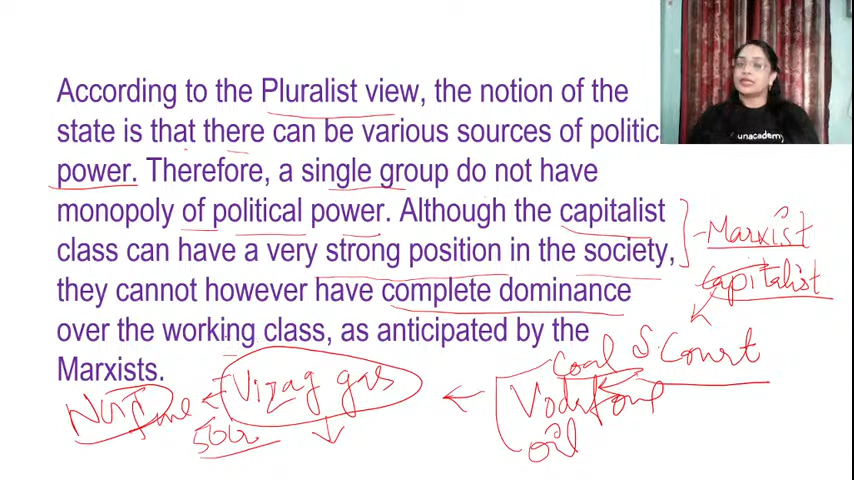 According to the Pluralist view, the notion of the
state is that there can be various sources of politic
power. Therefore, a single group do not have
monopoly of political power. Although the capitalist
class can have a very strong position in the society,
they cannot however have complete dominance
over the working class, as anticipated by the
Marxists.
unacademy
Marxist
Capitalist
S Court
Coal
Vodafone
oil
Vizag gas